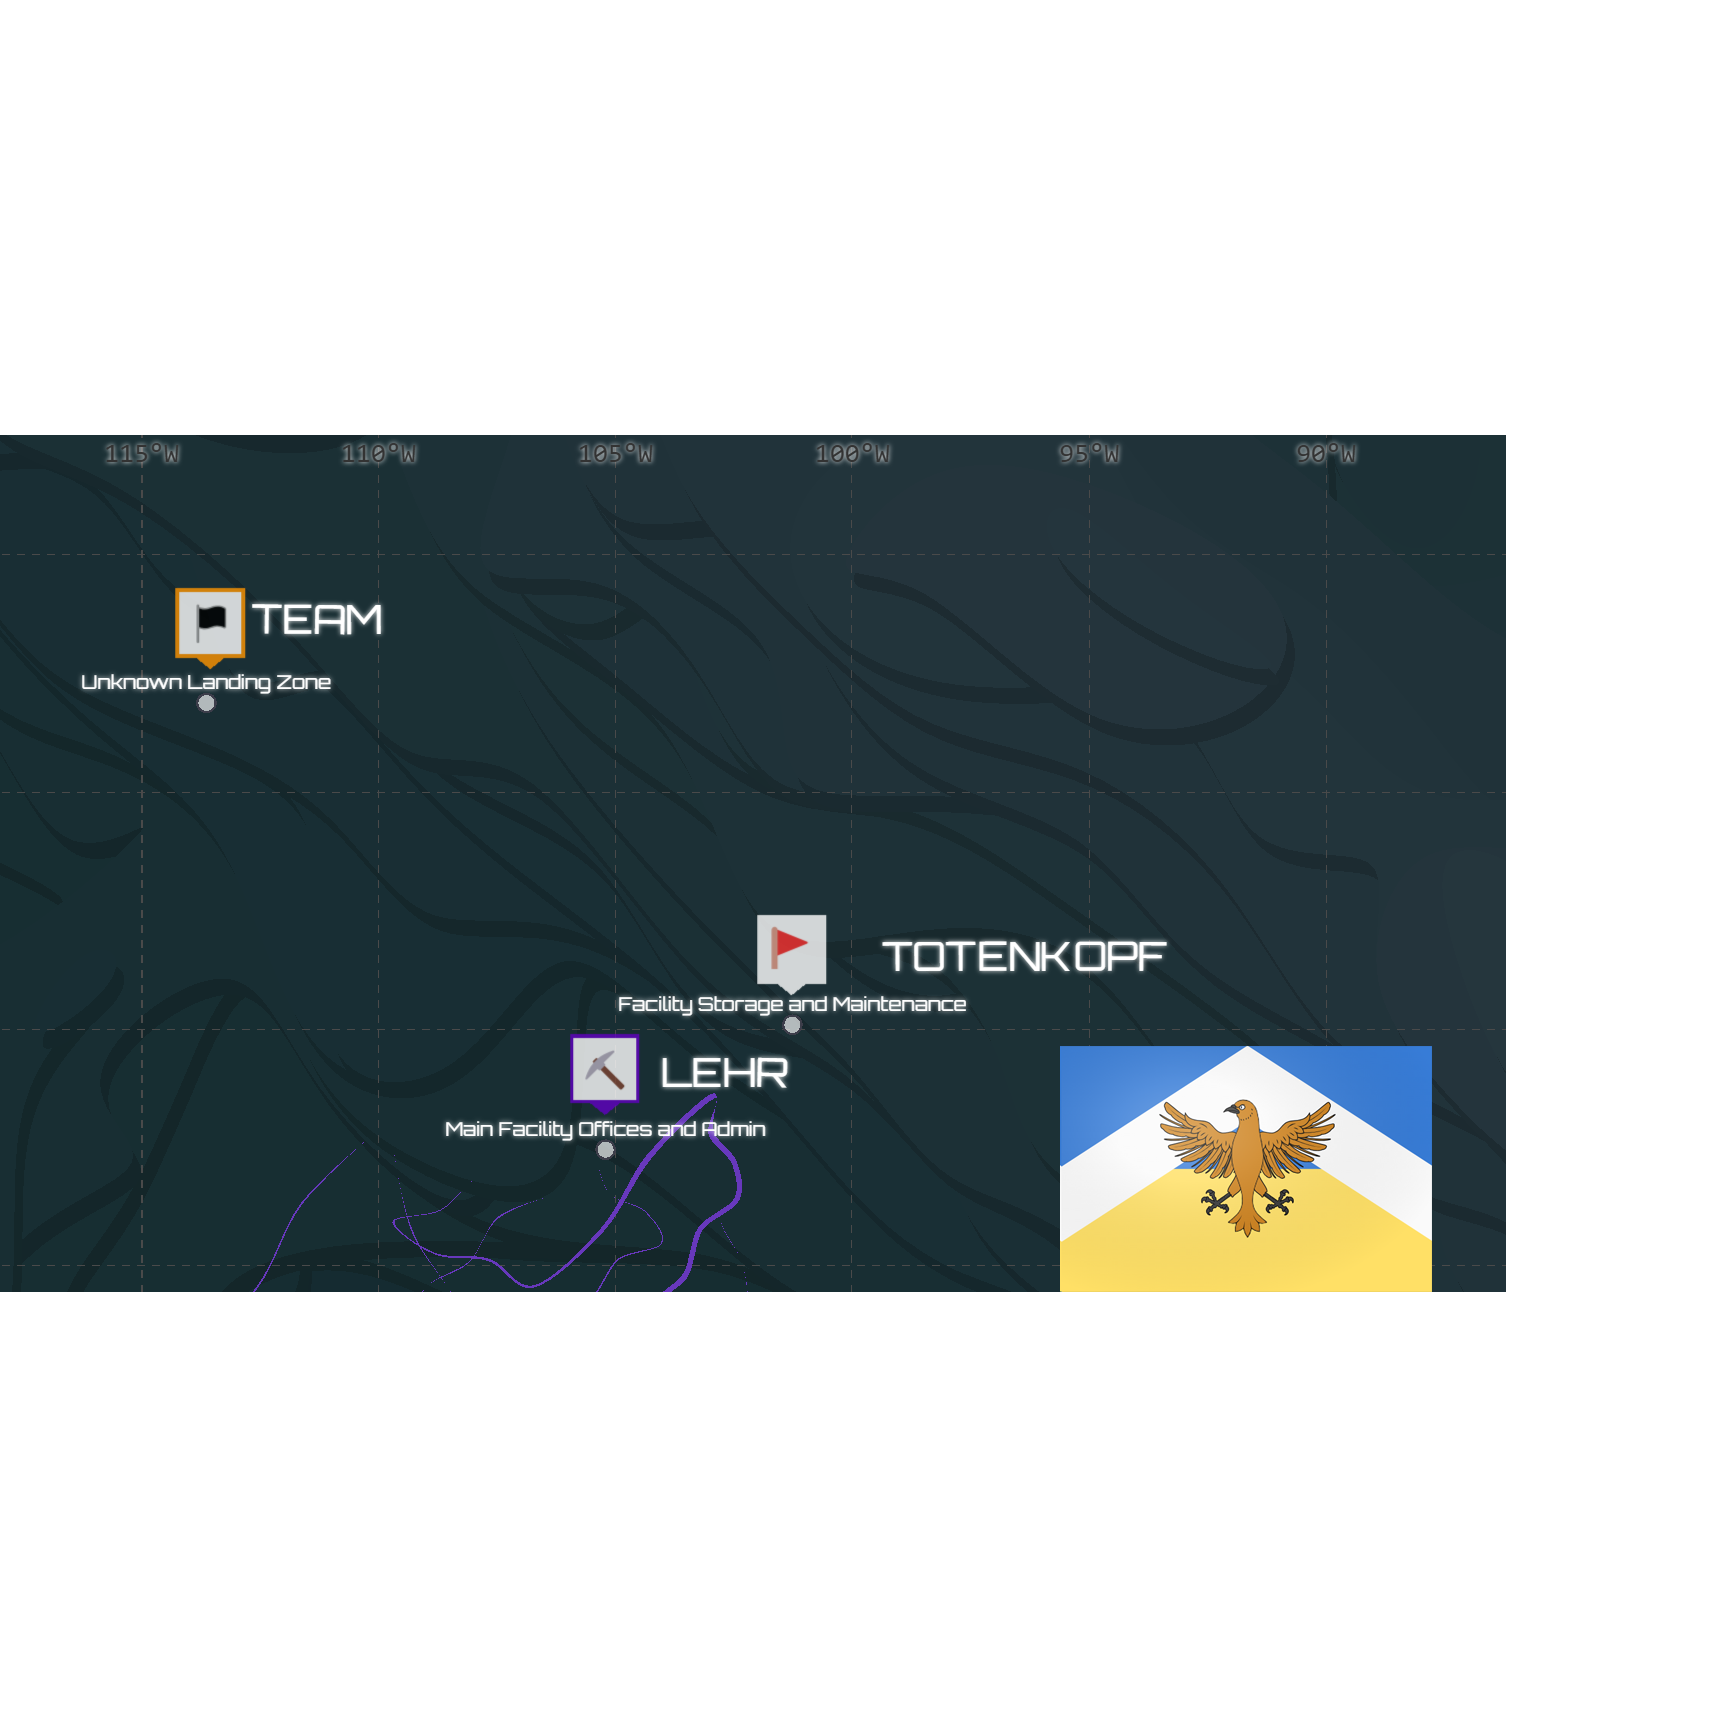 115°W 110°W 105°W 100°W 95°W 90°W
TEAM
Unknown Landing Zone
TOTENKOPF
Facility Storage and Maintenance
LEHR
Main Facility Offices and Admin